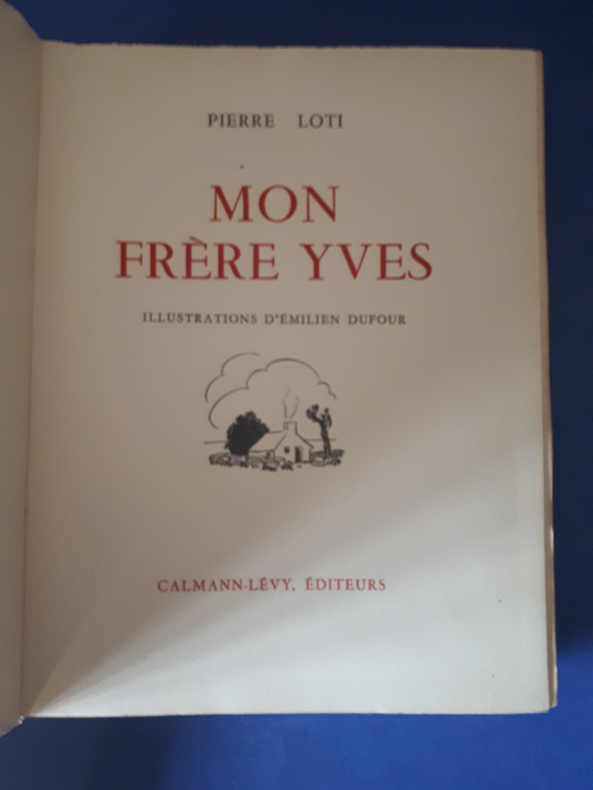 PIERRE LOTI
MON
FRÈRE YVES
ILLUSTRATIONS D'ÉMILIEN DUFOUR
CALMANN-LÉVY, ÉDITEURS